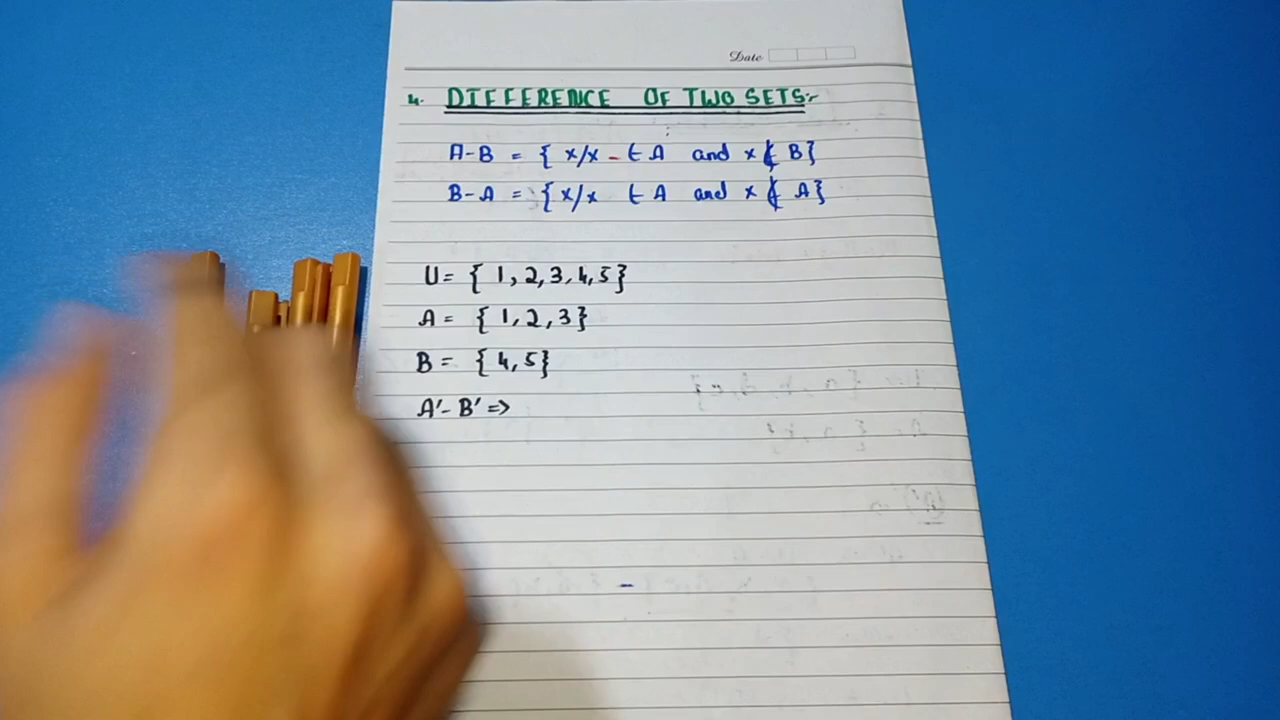 Date
4. DIFFERENCE OF TWO SETS:-
A-B = { x/x - ∈ A and x ∉ B}
B-A = {x/x ∈ A and x ∉ A}
U= { 1,2,3,4,5}
A = { 1,2,3}
B = { 4,5}
A'- B' =>